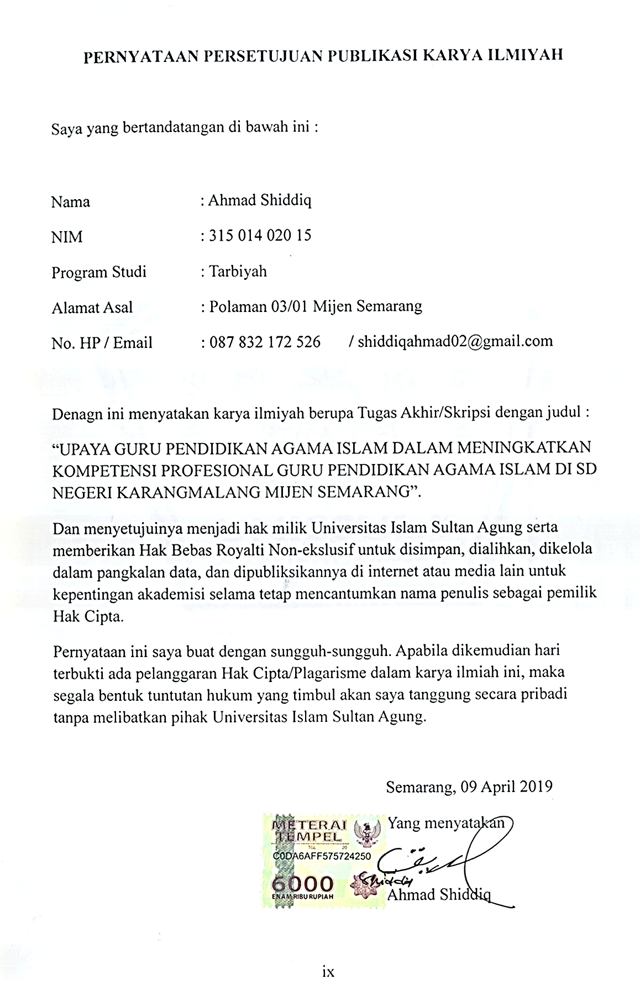 PERNYATAAN PERSETUJUAN PUBLIKASI KARYA ILMIYAH
Saya yang bertandatangan di bawah ini :
Nama : Ahmad Shiddiq
NIM : 315 014 020 15
Program Studi : Tarbiyah
Alamat Asal : Polaman 03/01 Mijen Semarang
No. HP / Email : 087 832 172 526 / shiddiqahmad02@gmail.com
Denagn ini menyatakan karya ilmiyah berupa Tugas Akhir/Skripsi dengan judul :
“UPAYA GURU PENDIDIKAN AGAMA ISLAM DALAM MENINGKATKAN
KOMPETENSI PROFESIONAL GURU PENDIDIKAN AGAMA ISLAM DI SD
NEGERI KARANGMALANG MIJEN SEMARANG”.
Dan menyetujuinya menjadi hak milik Universitas Islam Sultan Agung serta
memberikan Hak Bebas Royalti Non-ekslusif untuk disimpan, dialihkan, dikelola
dalam pangkalan data, dan dipubliksikannya di internet atau media lain untuk
kepentingan akademisi selama tetap mencantumkan nama penulis sebagai pemilik
Hak Cipta.
Pernyataan ini saya buat dengan sungguh-sungguh. Apabila dikemudian hari
terbukti ada pelanggaran Hak Cipta/Plagarisme dalam karya ilmiah ini, maka
segala bentuk tuntutan hukum yang timbul akan saya tanggung secara pribadi
tanpa melibatkan pihak Universitas Islam Sultan Agung.
Semarang, 09 April 2019
Yang menyatakan
METERAI
TEMPEL
TGL 20
C0DA6AFF575724250
6000
ENAM RIBU RUPIAH
Shiddiq
Ahmad Shiddiq
ix